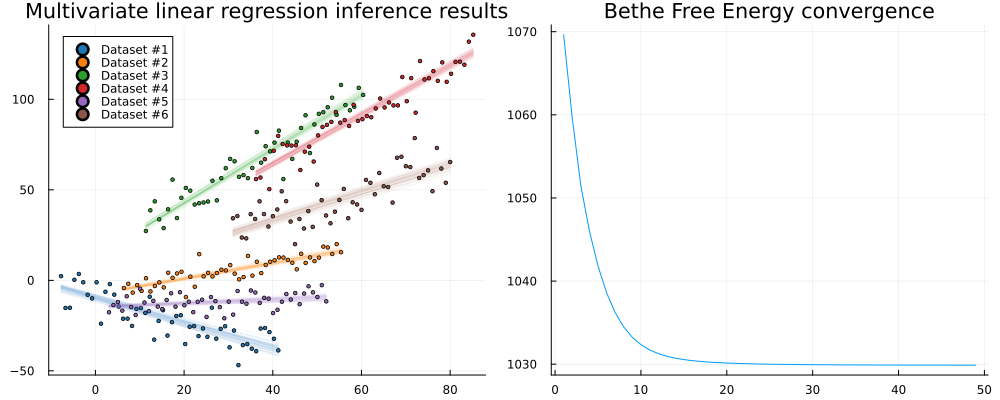 Multivariate linear regression inference results
Dataset #1
Dataset #2
Dataset #3
Dataset #4
Dataset #5
Dataset #6
100
50
0
−50
0
20
40
60
80
Bethe Free Energy convergence
1070
1060
1050
1040
1030
0
10
20
30
40
50